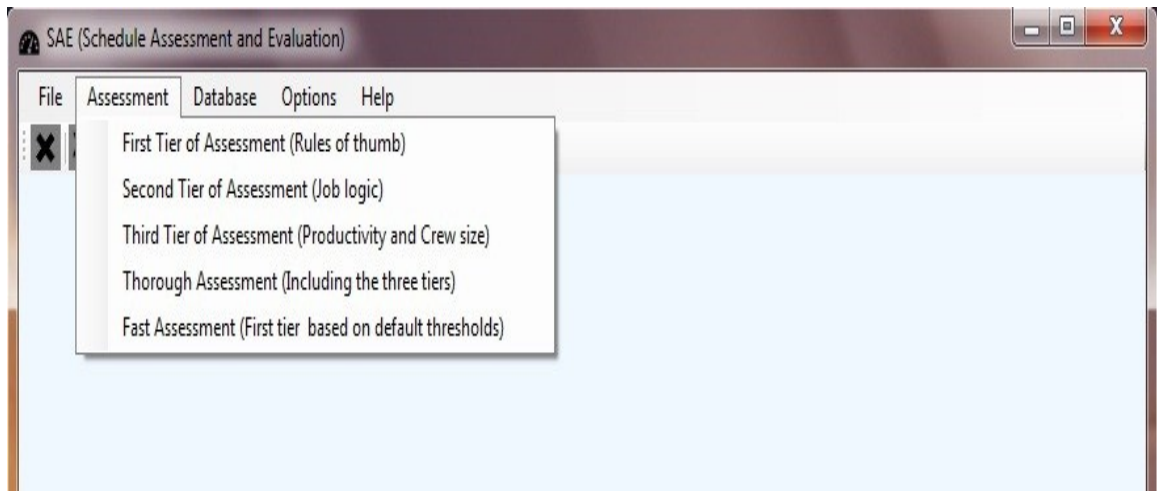 SAE (Schedule Assessment and Evaluation)
File Assessment Database Options Help
First Tier of Assessment (Rules of thumb)
Second Tier of Assessment (Job logic)
Third Tier of Assessment (Productivity and Crew size)
Thorough Assessment (Including the three tiers)
Fast Assessment (First tier based on default thresholds)